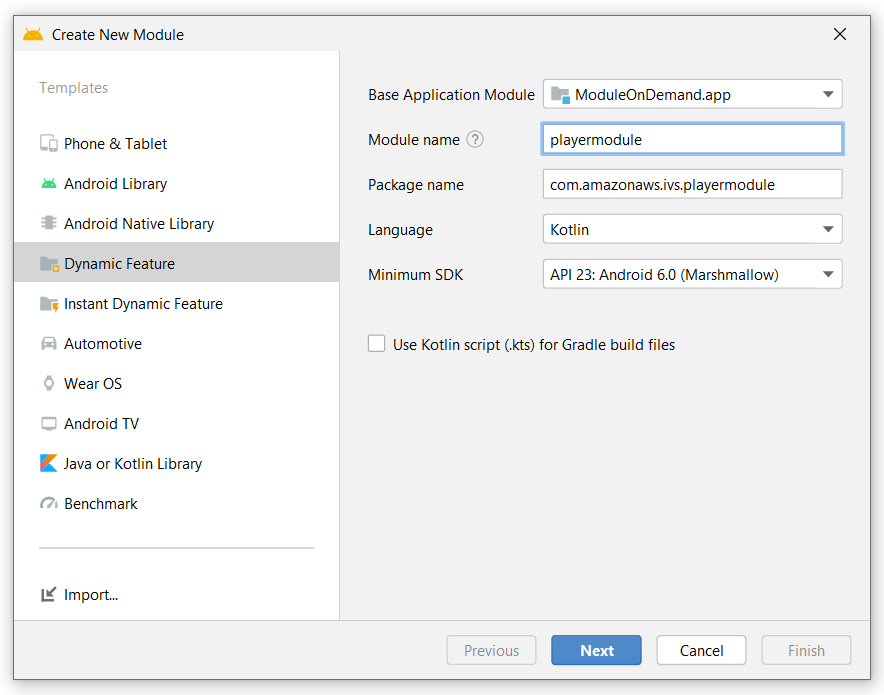 Create New Module
Templates
Phone & Tablet
Android Library
Android Native Library
Dynamic Feature
Instant Dynamic Feature
Automotive
Wear OS
Android TV
Java or Kotlin Library
Benchmark
Import...
Base Application Module ModuleOnDemand.app
Module name ? playermodule
Package name com.amazonaws.ivs.playermodule
Language Kotlin
Minimum SDK API 23: Android 6.0 (Marshmallow)
Use Kotlin script (.kts) for Gradle build files
Previous Next Cancel Finish